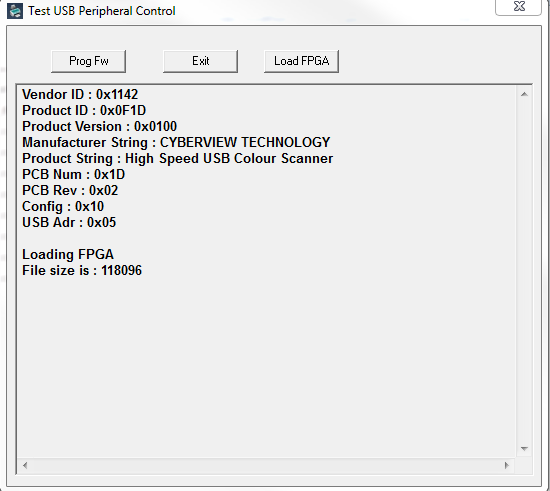 Test USB Peripheral Control
Prog Fw
Exit
Load FPGA
Vendor ID : 0x1142
Product ID : 0x0F1D
Product Version : 0x0100
Manufacturer String : CYBERVIEW TECHNOLOGY
Product String : High Speed USB Colour Scanner
PCB Num : 0x1D
PCB Rev : 0x02
Config : 0x10
USB Adr : 0x05
Loading FPGA
File size is : 118096